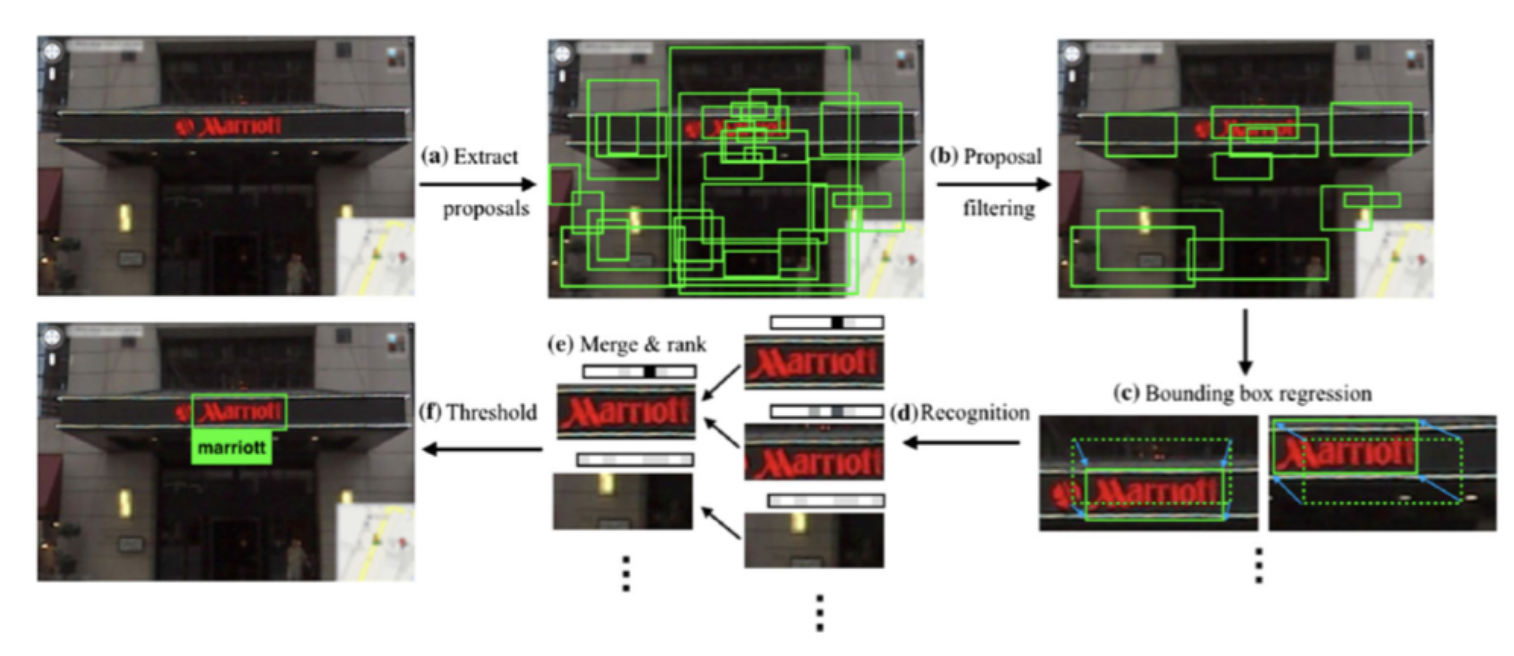 Marriott
(a) Extract
proposals
Marriott
(b) Proposal
filtering
Marriott
(c) Bounding box regression
Marriott
Marriott
(d) Recognition
Marriott
Marriott
(e) Merge & rank
Marriott
(f) Threshold
Marriott
marriott